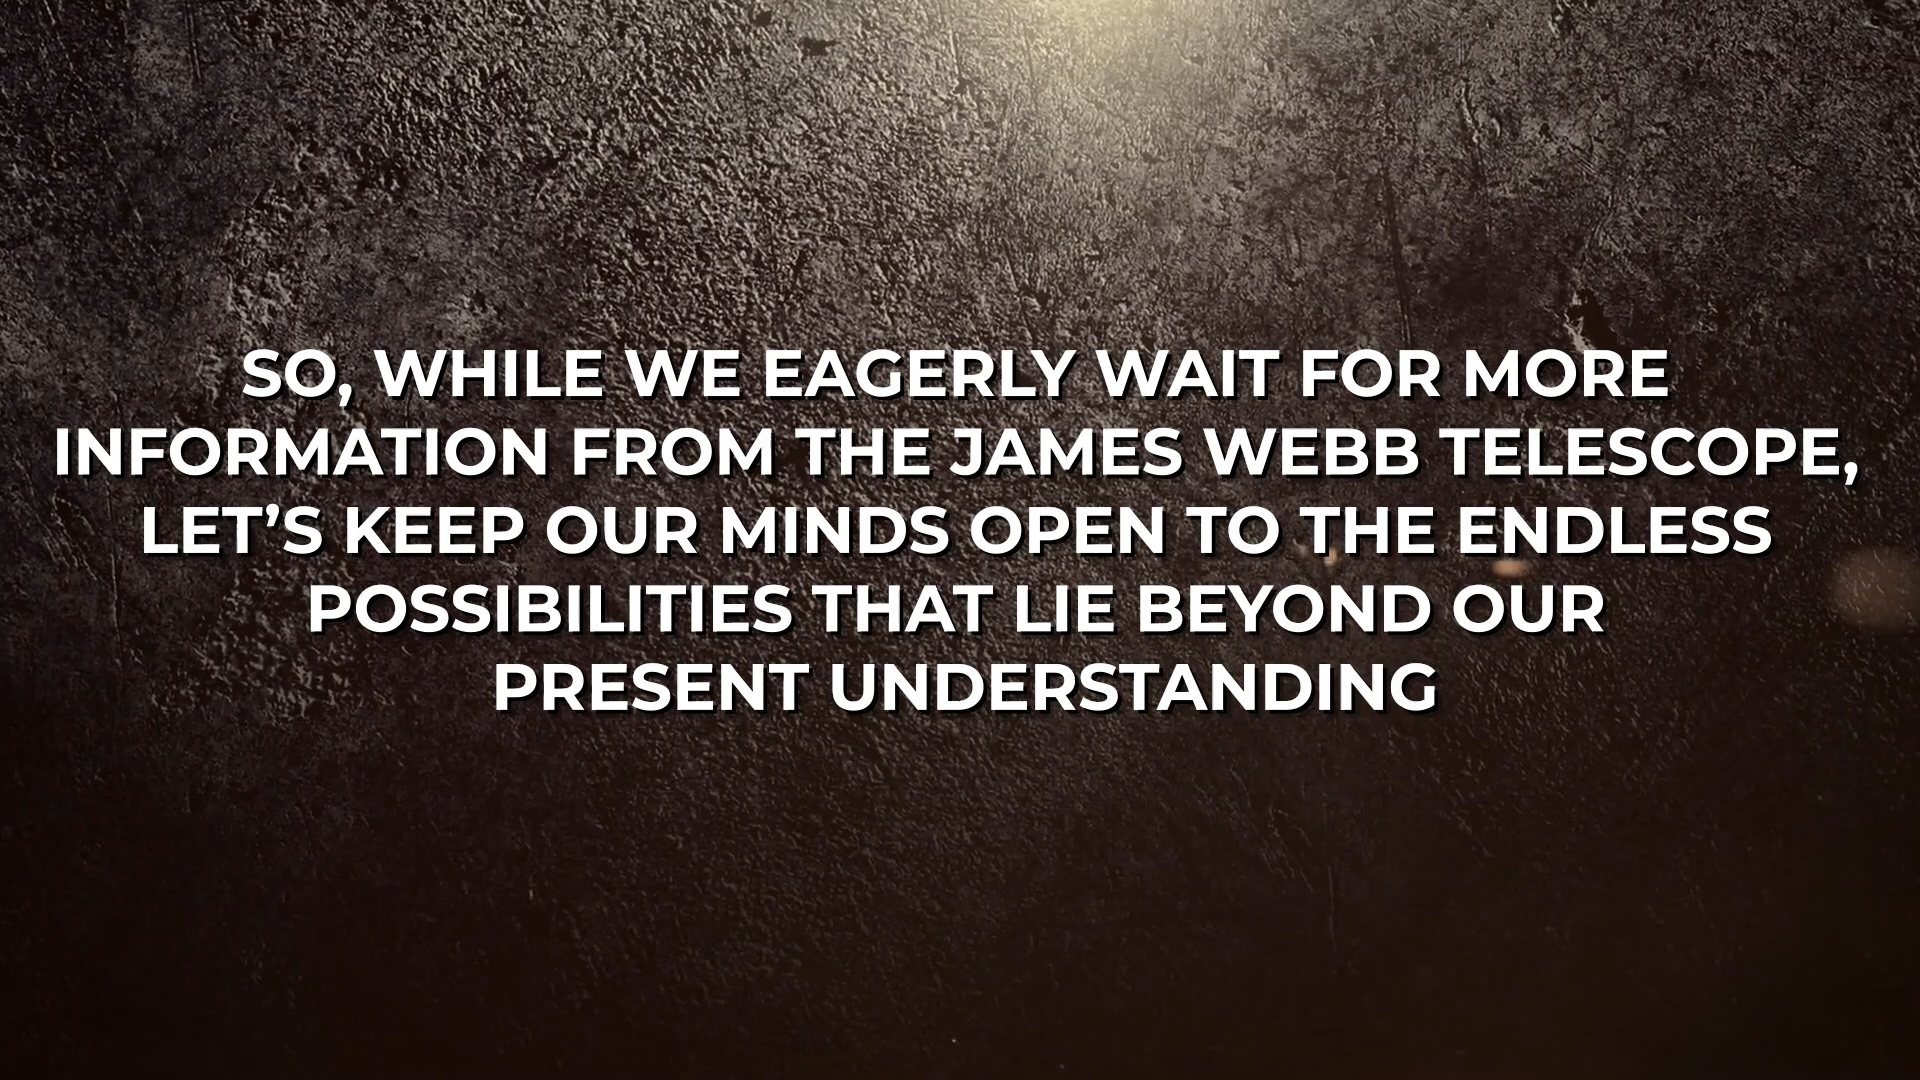 SO, WHILE WE EAGERLY WAIT FOR MORE
INFORMATION FROM THE JAMES WEBB TELESCOPE,
LET’S KEEP OUR MINDS OPEN TO THE ENDLESS
POSSIBILITIES THAT LIE BEYOND OUR
PRESENT UNDERSTANDING